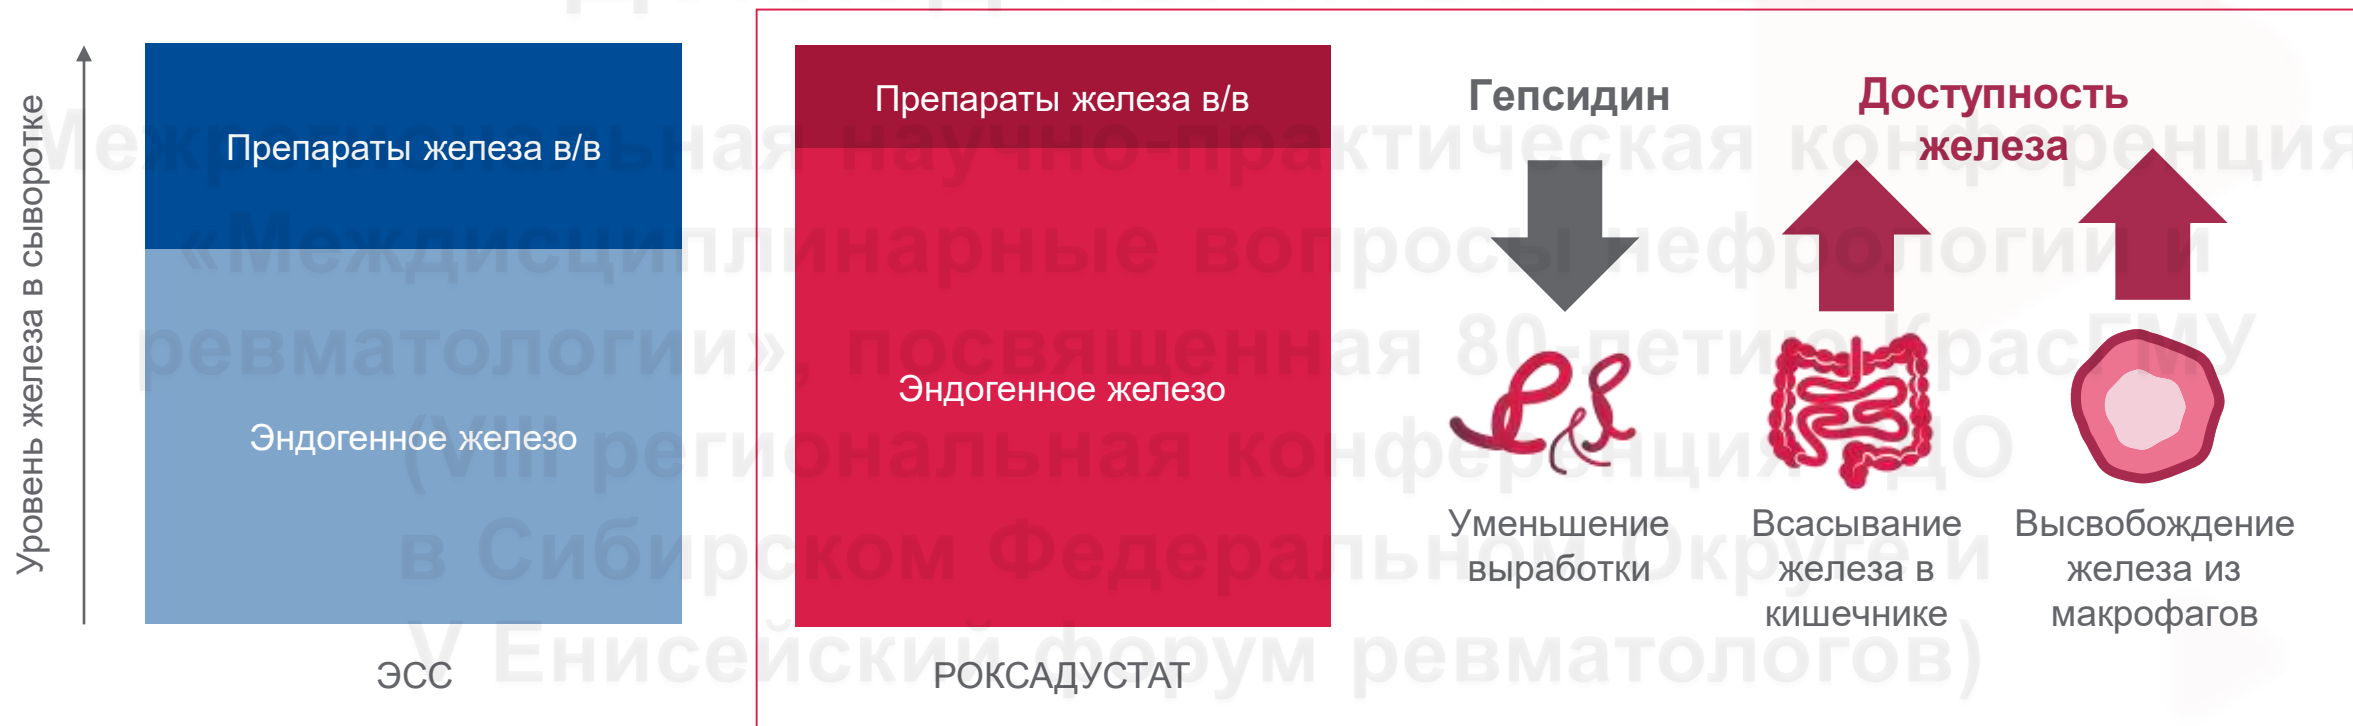 Уровень железа в сыворотке
Препараты железа в/в
Эндогенное железо
ЭСС
Препараты железа в/в
Эндогенное железо
РОКСАДУСТАТ
Гепсидин
Уменьшение
выработки
Доступность
железа
Всасывание
железа в
кишечнике
Высвобождение
железа из
макрофагов
Межрегиональная научно-практическая конференция
«Междисциплинарные вопросы нефрологии и
ревматологии», посвященная 80-летию КрасГМУ
(VIII региональная конференция ДО
в Сибирском Федеральном Округе и
V Енисейский форум ревматологов)